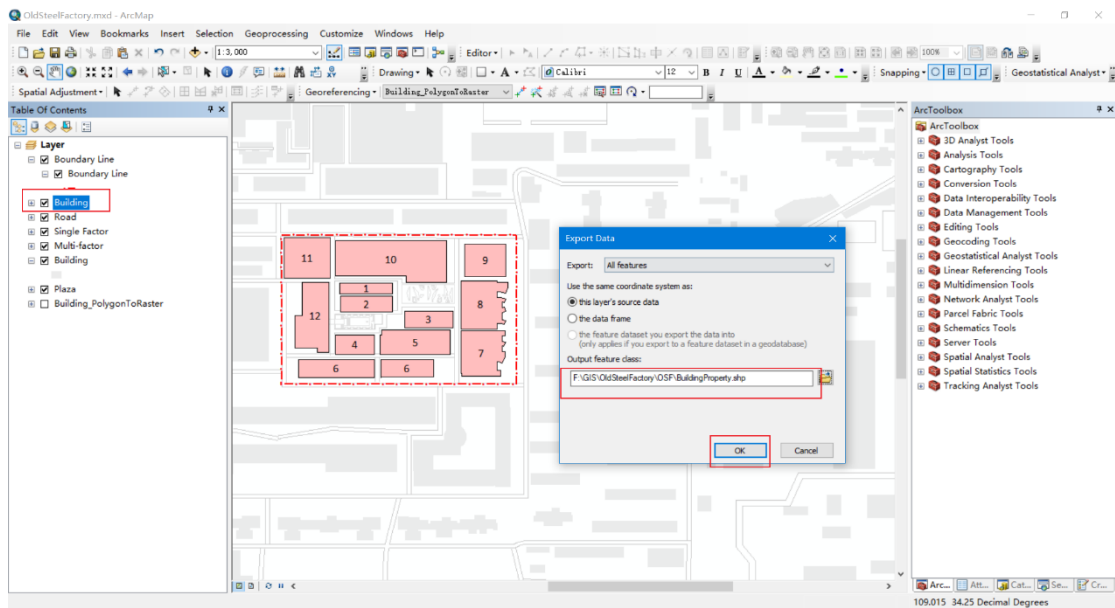 OldSteelFactory.mxd - ArcMap
File Edit View Bookmarks Insert Selection Geoprocessing Customize Windows Help
1:3,000 Editor 100%
Drawing Calibri 12 B I U A Snapping Geostatistical Analyst
Spatial Adjustment Georeferencing Building_PolygonToRaster
Table Of Contents
Layer
Boundary Line
Boundary Line
Building
Road
Single Factor
Multi-factor
Building
Plaza
Building_PolygonToRaster
11 10 9
1
2
12 3 8
4 5 7
6 6
Export Data
Export: All features
Use the same coordinate system as:
this layer's source data
the data frame
the feature dataset you export the data into
(only applies if you export to a feature dataset in a geodatabase)
Output feature class:
F:\GIS\OldSteelFactory\OSF\BuildingProperty.shp
OK Cancel
ArcToolbox
ArcToolbox
3D Analyst Tools
Analysis Tools
Cartography Tools
Conversion Tools
Data Interoperability Tools
Data Management Tools
Editing Tools
Geocoding Tools
Geostatistical Analyst Tools
Linear Referencing Tools
Multidimension Tools
Network Analyst Tools
Parcel Fabric Tools
Schematics Tools
Server Tools
Spatial Analyst Tools
Spatial Statistics Tools
Tracking Analyst Tools
Arc... Att... Cat... Se... Cr...
109.015 34.25 Decimal Degrees